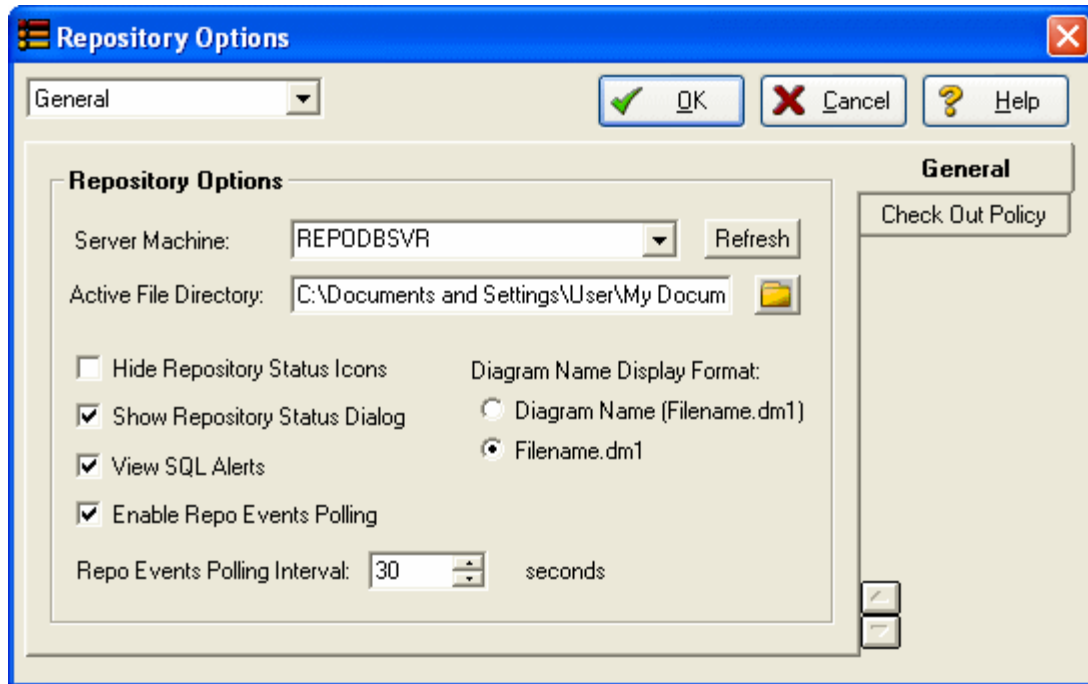 Repository Options
General
OK
Cancel
Help
General
Check Out Policy
Repository Options
Server Machine: REPODBSVR Refresh
Active File Directory: C:\Documents and Settings\User\My Docum
Hide Repository Status Icons
Show Repository Status Dialog
View SQL Alerts
Enable Repo Events Polling
Diagram Name Display Format:
Diagram Name (Filename.dm1)
Filename.dm1
Repo Events Polling Interval: 30 seconds